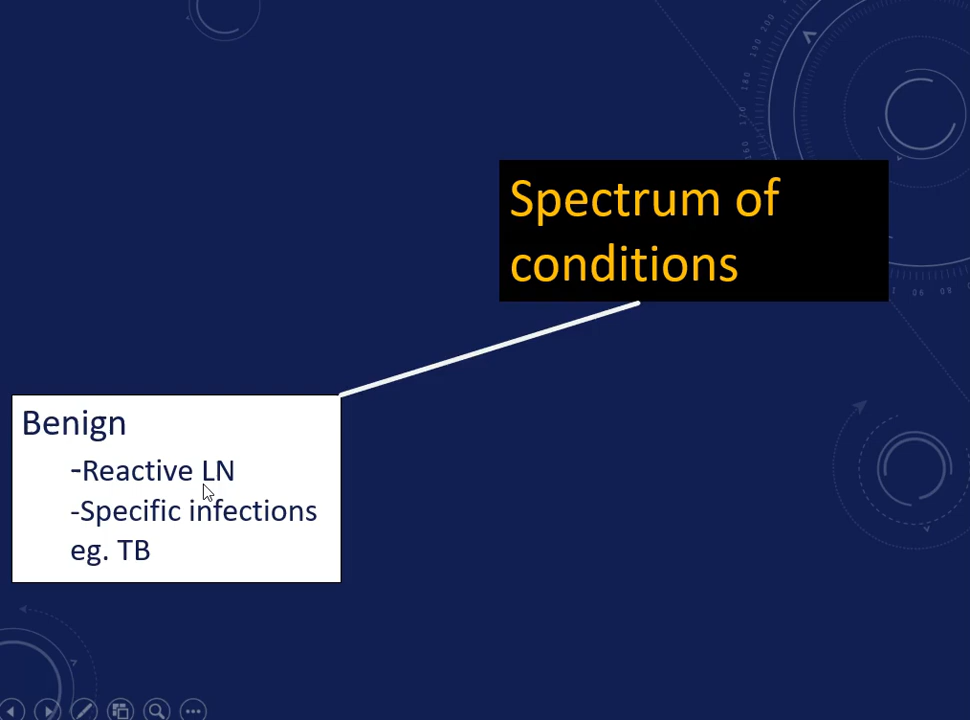 Spectrum of
conditions
Benign
-Reactive LN
-Specific infections
eg. TB